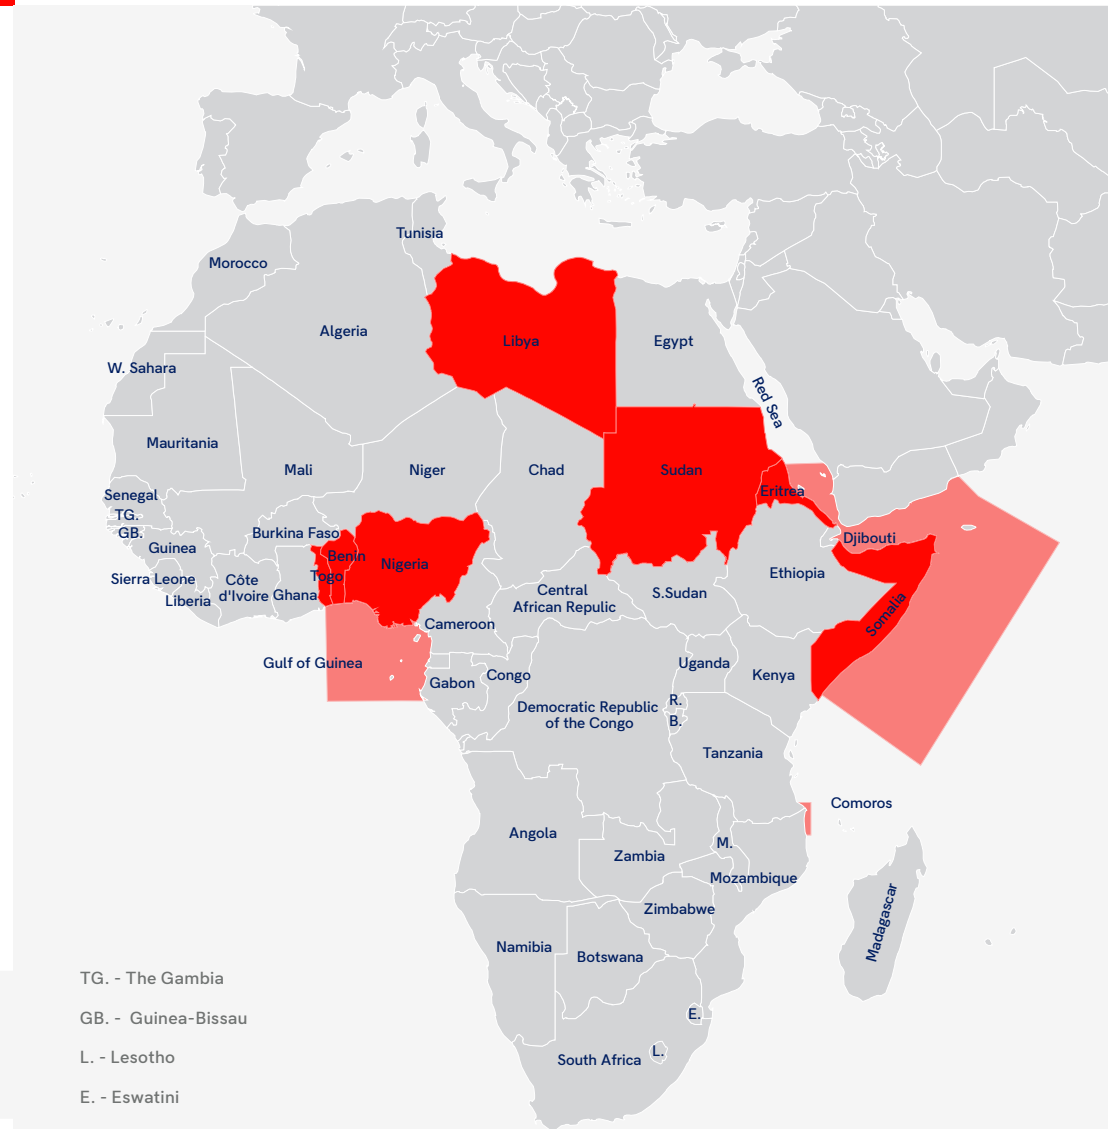 Tunisia
Morocco
Algeria
Libya
Egypt
W. Sahara
Red Sea
Mauritania
Mali
Niger
Chad
Sudan
Eritrea
Senegal
TG.
GB.
Burkina Faso
Djibouti
Guinea
Benin
Nigeria
Togo
Ethiopia
Sierra Leone
Côte
d'Ivoire
Ghana
Liberia
Central
African Republic
S.Sudan
Somalia
Cameroon
Gulf of Guinea
Gabon
Congo
Uganda
Kenya
R.
B.
Democratic Republic
of the Congo
Tanzania
Comoros
Angola
M.
Zambia
Mozambique
Zimbabwe
Madagascar
Namibia
Botswana
E.
L.
South Africa
TG. - The Gambia
GB. - Guinea-Bissau
L. - Lesotho
E. - Eswatini